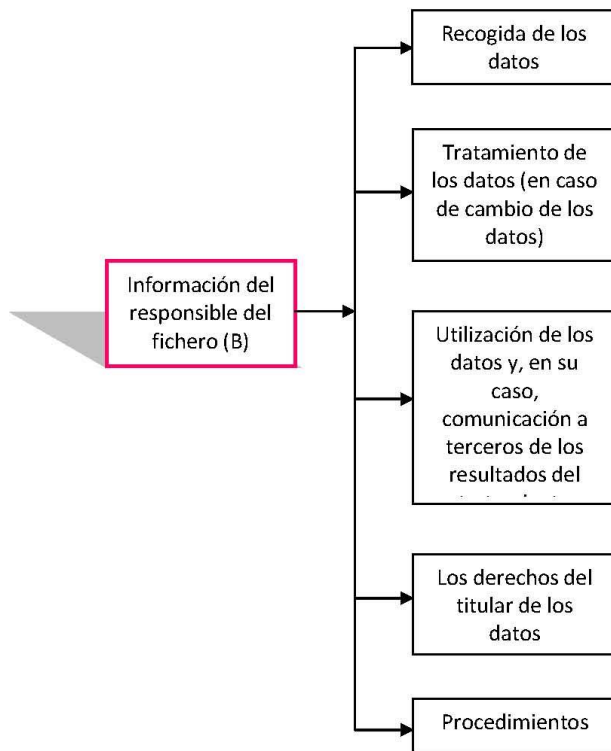 Recogida de los
datos
Tratamiento de
los datos (en caso
de cambio de los
datos)
Información del
responsible del
fichero (B)
Utilización de los
datos y, en su
caso,
comunicación a
terceros de los
resultados del
Los derechos del
titular de los
datos
Procedimientos